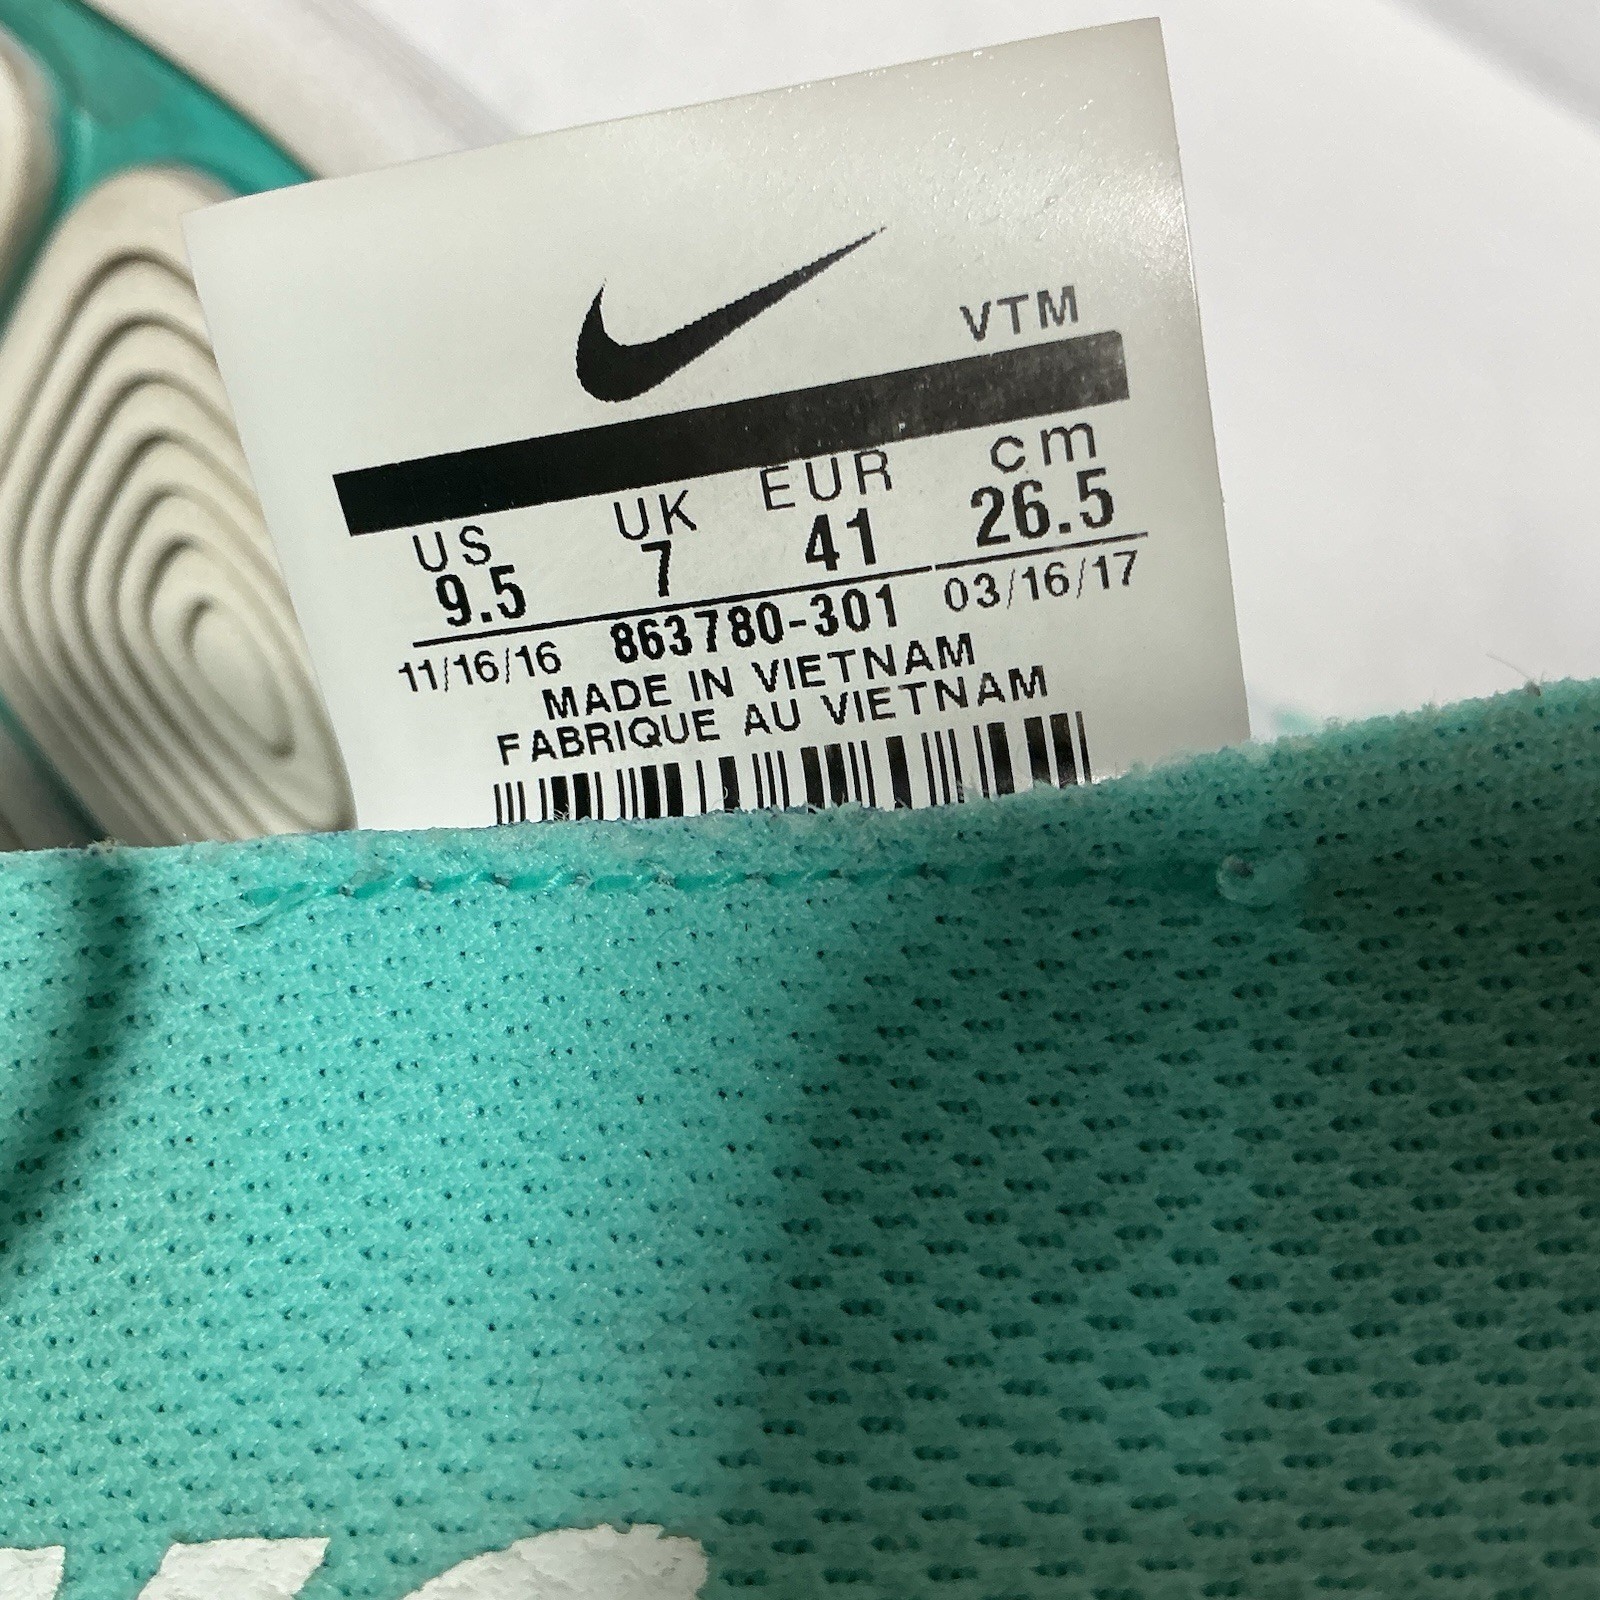 VTM
US UK EUR cm
9.5 7 41 26.5
11/16/16 863780-301 03/16/17
MADE IN VIETNAM
FABRIQUE AU VIETNAM